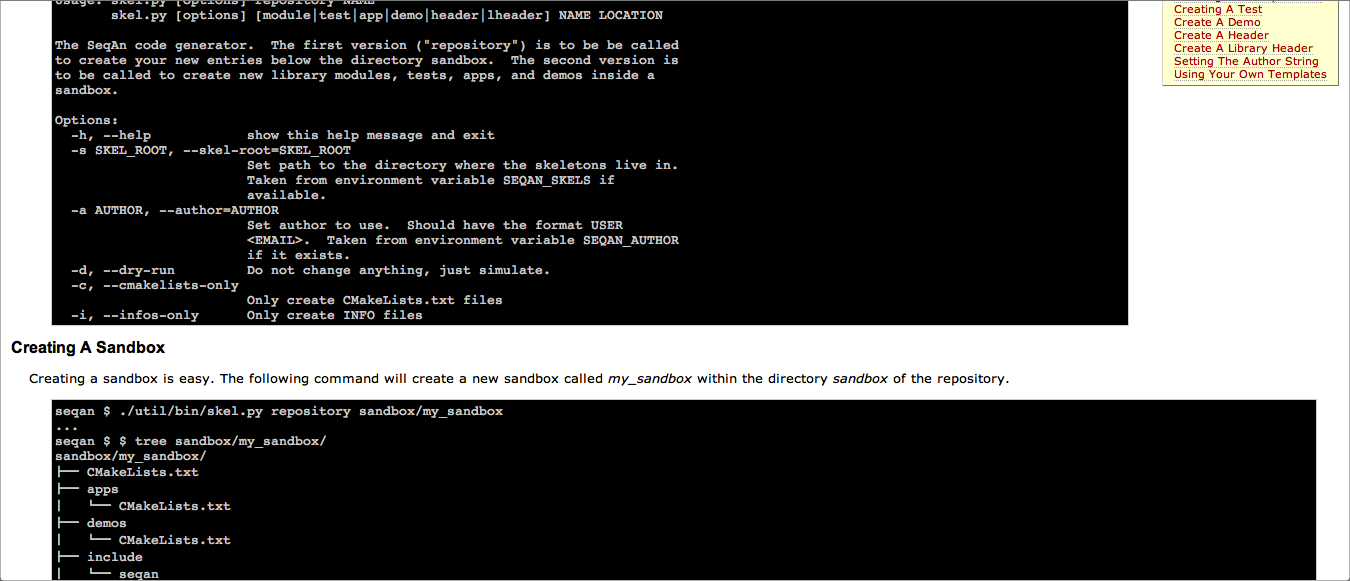 usage: skel.py [options] repository NAME
skel.py [options] [module|test|app|demo|header|lheader] NAME LOCATION
The SeqAn code generator.  The first version ("repository") is to be be called
to create your new entries below the directory sandbox.  The second version is
to be called to create new library modules, tests, apps, and demos inside a
sandbox.
Options:
-h, --help            show this help message and exit
-s SKEL_ROOT, --skel-root=SKEL_ROOT
Set path to the directory where the skeletons live in.
Taken from environment variable SEQAN_SKELS if
available.
-a AUTHOR, --author=AUTHOR
Set author to use.  Should have the format USER
<EMAIL>.  Taken from environment variable SEQAN_AUTHOR
if it exists.
-d, --dry-run         Do not change anything, just simulate.
-c, --cmakelists-only
Only create CMakeLists.txt files
-i, --infos-only      Only create INFO files
Creating A Test
Create A Demo
Create A Header
Create A Library Header
Setting The Author String
Using Your Own Templates
Creating A Sandbox
Creating a sandbox is easy. The following command will create a new sandbox called my_sandbox within the directory sandbox of the repository.
seqan $ ./util/bin/skel.py repository sandbox/my_sandbox
...
seqan $ $ tree sandbox/my_sandbox/
sandbox/my_sandbox/
├── CMakeLists.txt
├── apps
│   └── CMakeLists.txt
├── demos
│   └── CMakeLists.txt
├── include
│   └── seqan